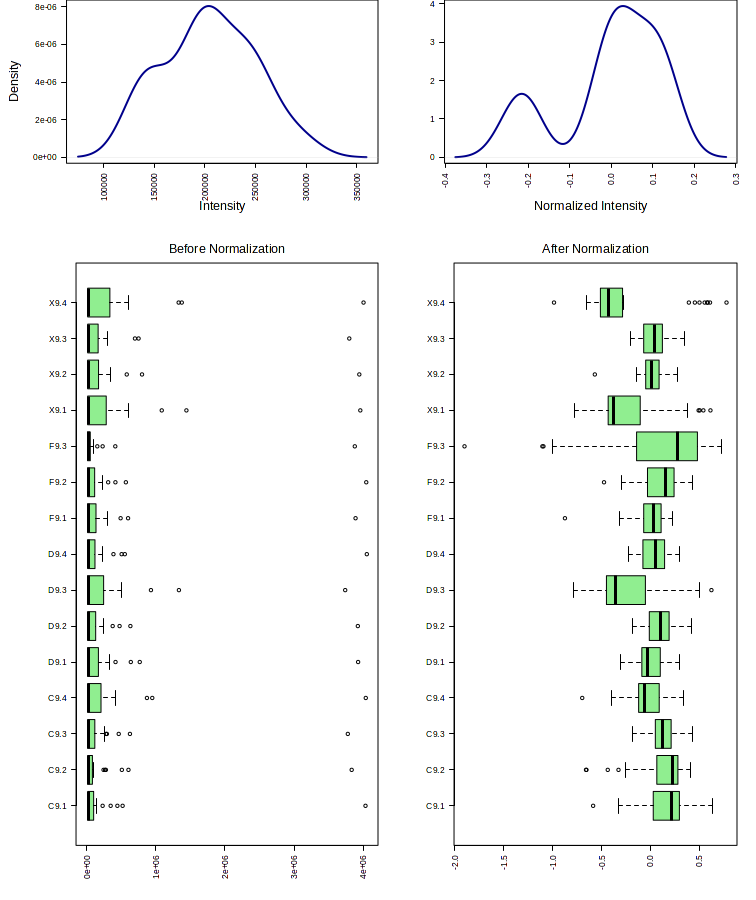 8e-06
6e-06
4e-06
2e-06
0e+00
Density
100000
150000
200000
250000
300000
350000
Intensity
4
3
2
1
0
-0.4
-0.3
-0.2
-0.1
0.0
0.1
0.2
0.3
Normalized Intensity
Before Normalization
X9.4
X9.3
X9.2
X9.1
F9.3
F9.2
F9.1
D9.4
D9.3
D9.2
D9.1
C9.4
C9.3
C9.2
C9.1
0e+00
1e+06
2e+06
3e+06
4e+06
After Normalization
X9.4
X9.3
X9.2
X9.1
F9.3
F9.2
F9.1
D9.4
D9.3
D9.2
D9.1
C9.4
C9.3
C9.2
C9.1
-2.0
-1.5
-1.0
-0.5
0.0
0.5